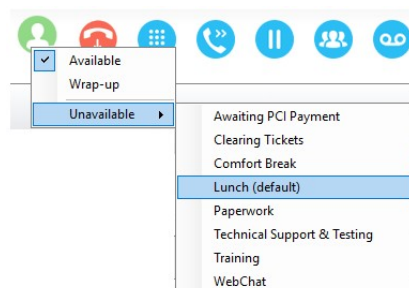 Available
Wrap-up
Unavailable
Awaiting PCI Payment
Clearing Tickets
Comfort Break
Lunch (default)
Paperwork
Technical Support & Testing
Training
WebChat